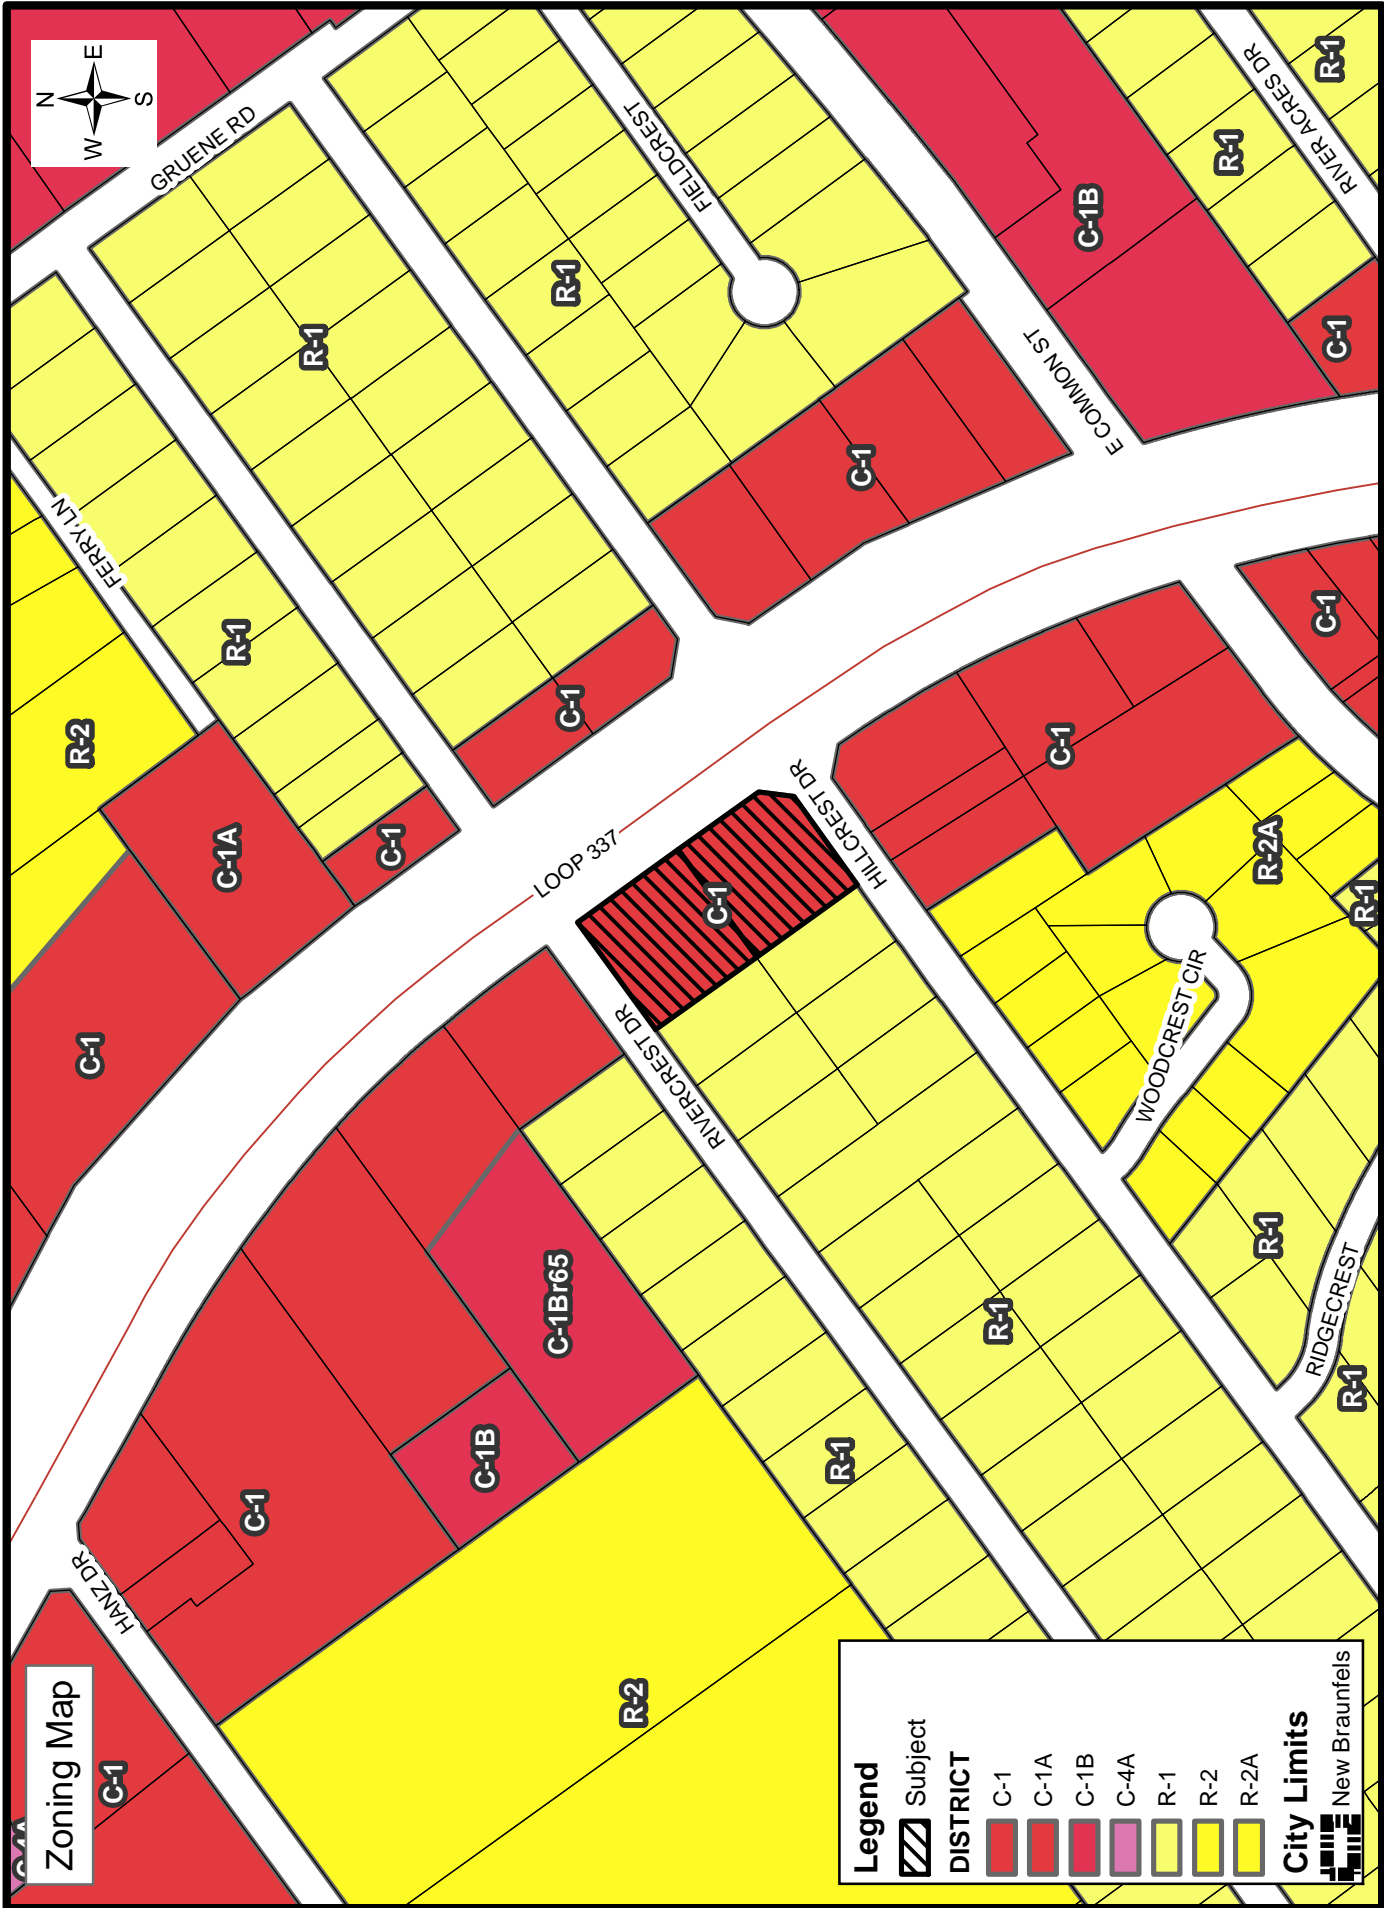 Zoning Map
N
E
S
W
GRUENE RD
FIELDCREST
RIVER ACRES DR
E COMMON ST
FERRY LN
LOOP 337
HILLCREST DR
RIVERCREST DR
WOODCREST CIR
RIDGECREST
HANZ DR
R-1
R-1
R-1
R-1
C-1B
C-1
R-1
R-2
C-1
C-1
C-1
C-1A
C-1
C-1
C-1
C-1
R-2A
R-1
C-1
C-1Br65
C-1B
C-1
R-1
R-1
R-1
R-1
R-2
C-1
C-4A
Legend
Subject
DISTRICT
C-1
C-1A
C-1B
C-4A
R-1
R-2
R-2A
City Limits
New Braunfels